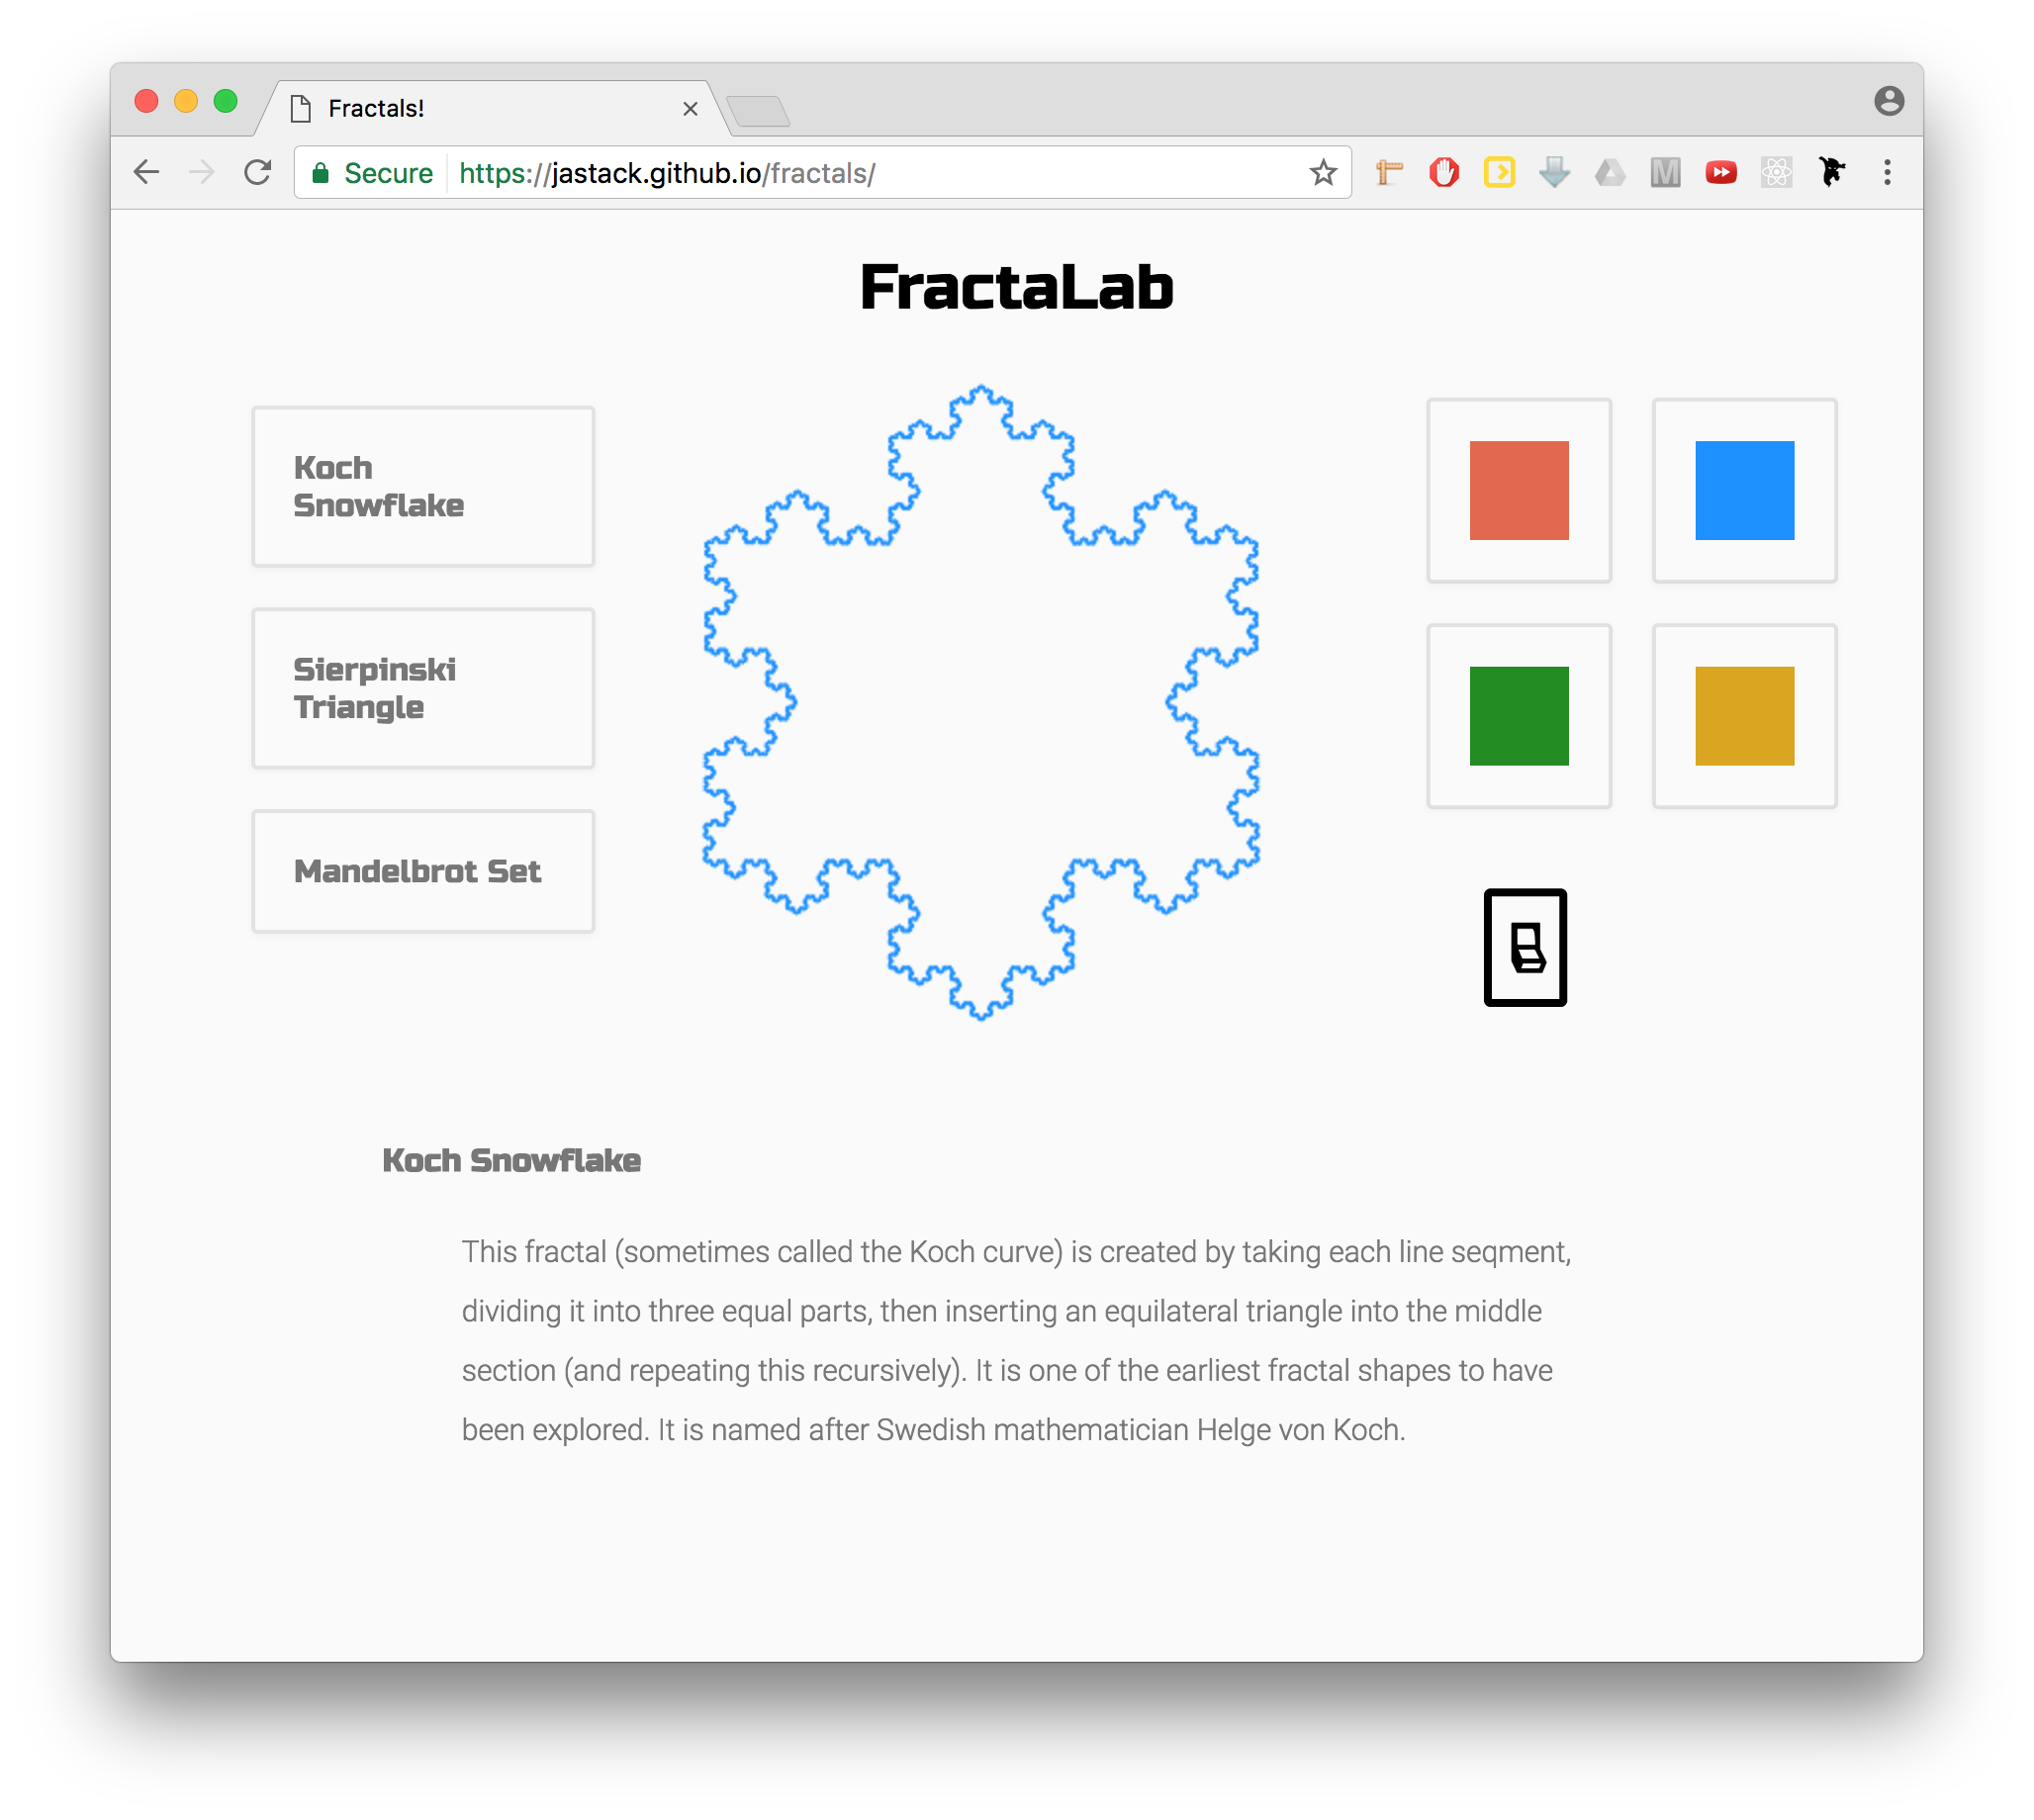 Fractals!
Secure https://jastack.github.io/fractals/
M
FractaLab
Koch
Snowflake
Sierpinski
Triangle
Mandelbrot Set
Koch Snowflake
This fractal (sometimes called the Koch curve) is created by taking each line seqment,
dividing it into three equal parts, then inserting an equilateral triangle into the middle
section (and repeating this recursively). It is one of the earliest fractal shapes to have
been explored. It is named after Swedish mathematician Helge von Koch.